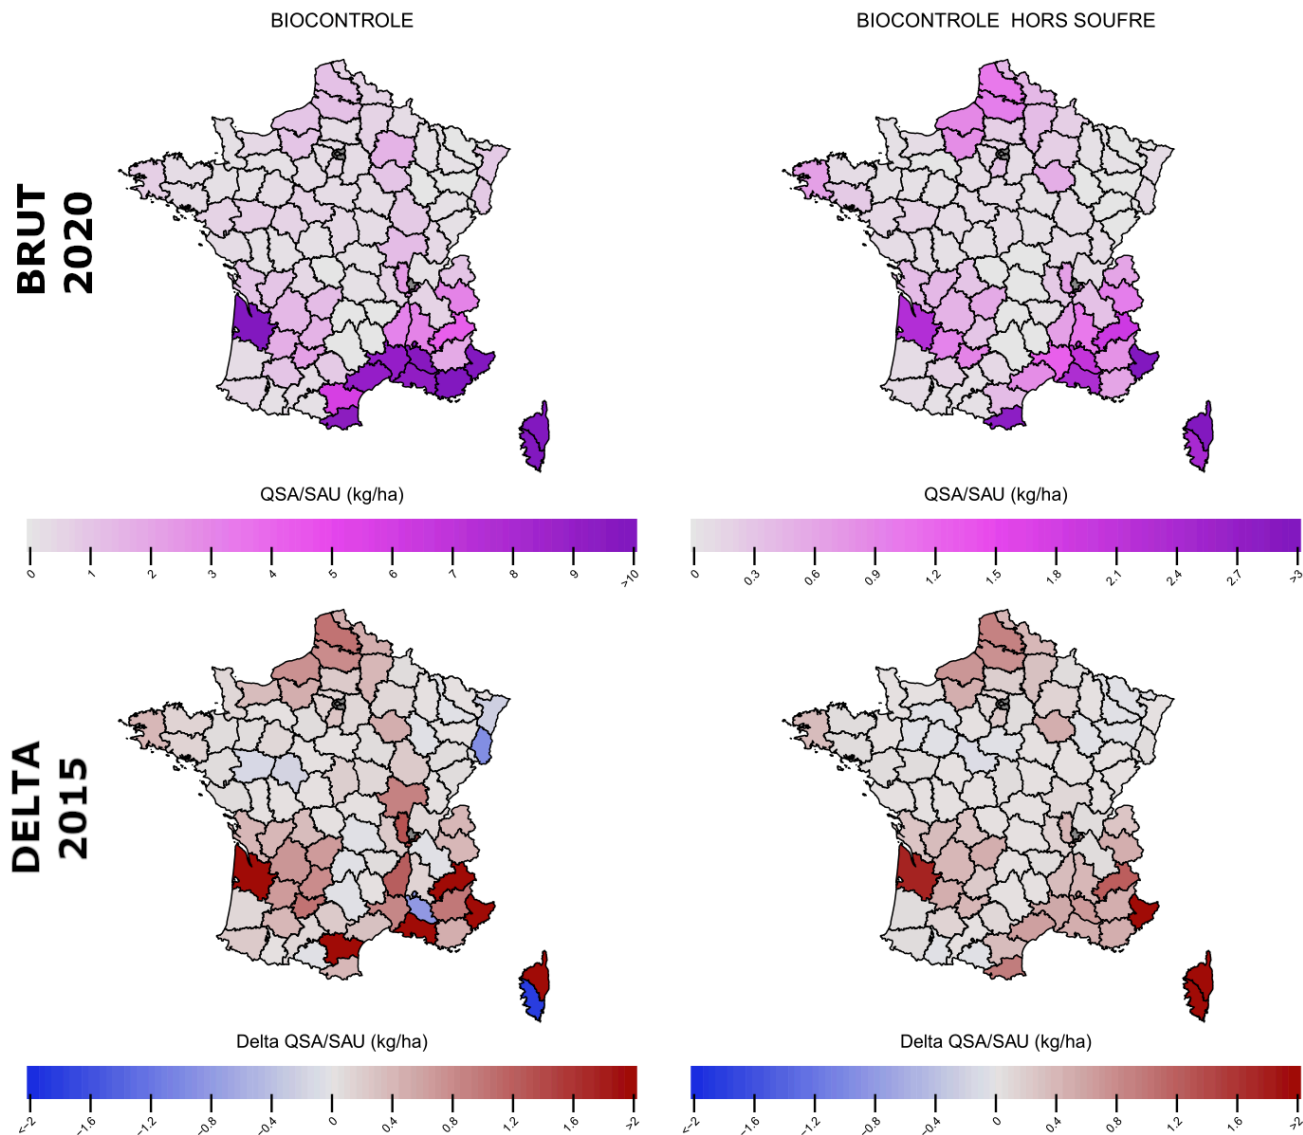 BIOCONTROLE
BIOCONTROLE HORS SOUFRE
BRUT
2020
QSA/SAU (kg/ha)
QSA/SAU (kg/ha)
0 1 2 3 4 5 6 7 8 9 >10
0 0.3 0.6 0.9 1.2 1.5 1.8 2.1 2.4 2.7 >3
DELTA
2015
Delta QSA/SAU (kg/ha)
Delta QSA/SAU (kg/ha)
<-2 -1.6 -1.2 -0.8 -0.4 0 0.4 0.8 1.2 1.6 >2
<-2 -1.6 -1.2 -0.8 -0.4 0 0.4 0.8 1.2 1.6 >2